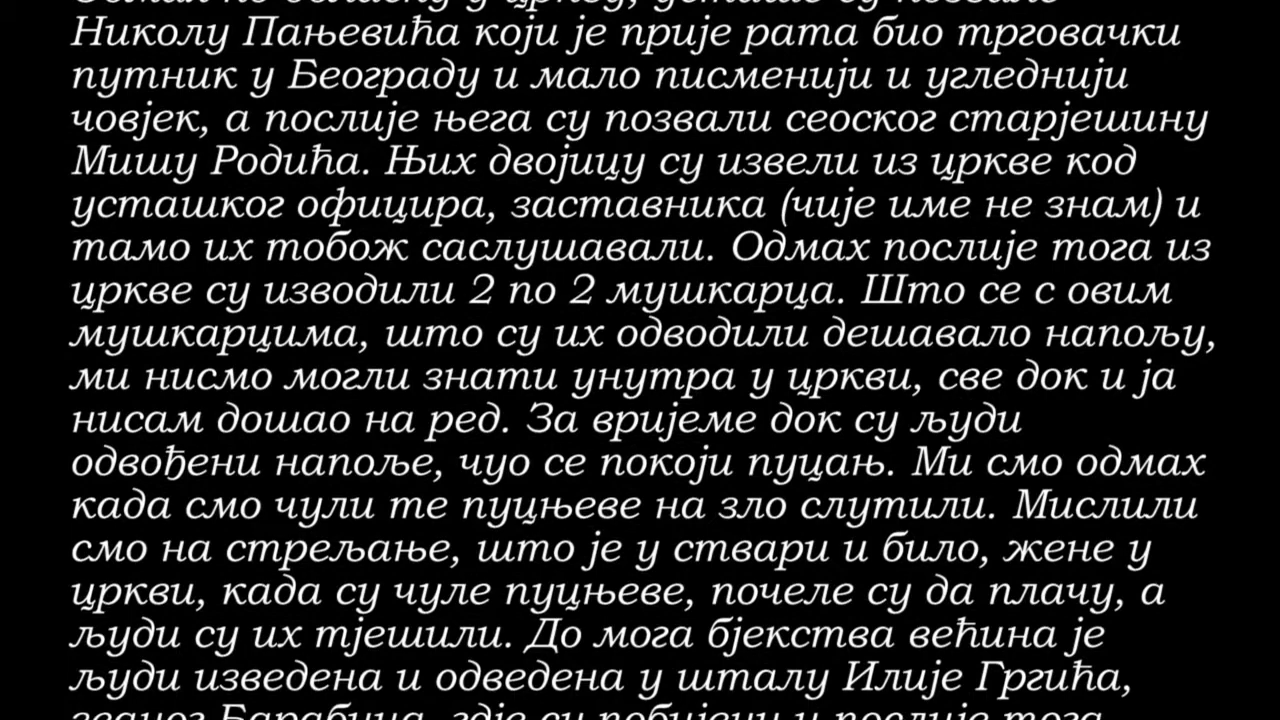 Николу Пањевића који је прије рата био трговачки
путник у Београду и мало писменији и угледнији
човјек, а послије њега су позвали сеоског старјешину
Мишу Родића. Њих двојицу су извели из цркве код
усташког официра, заставника (чије име не знам) и
тамо их тобож саслушавали. Одмах послије тога из
цркве су изводили 2 по 2 мушкарца. Што се с овим
мушкарцима, што су их одводили дешавало напољу,
ми нисмо могли знати унутра у цркви, све док и ја
нисам дошао на ред. За вријеме док су људи
одвођени напоље, чуо се покоји пуцањ. Ми смо одмах
када смо чули те пуцњеве на зло слутили. Мислили
смо на стрељање, што је у ствари и било, жене у
цркви, када су чуле пуцњеве, почеле су да плачу, а
људи су их тјешили. До мога бјекства већина је
људи изведена и одведена у шталу Илије Гргића,